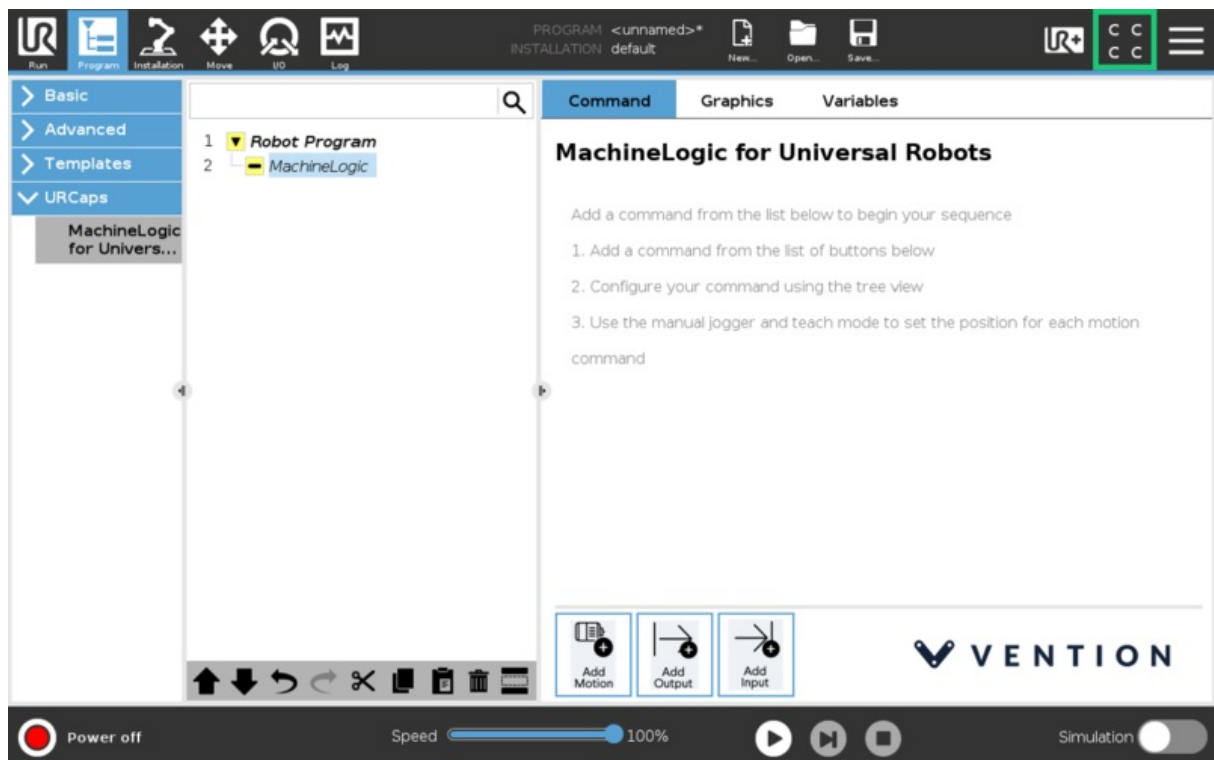 PROGRAM <unnamed>*
INSTALLATION default
UR
UR+
C C
C C
Run
Program
Installation
Move
I/O
Log
New...
Open...
Save...
Basic
Advanced
Templates
URCaps
MachineLogic
for Univers...
1 Robot Program
2 MachineLogic
Command
Graphics
Variables
MachineLogic for Universal Robots
Add a command from the list below to begin your sequence
1. Add a command from the list of buttons below
2. Configure your command using the tree view
3. Use the manual jogger and teach mode to set the position for each motion
command
Add
Motion
Add
Output
Add
Input
VENTION
Power off
Speed
100%
Simulation